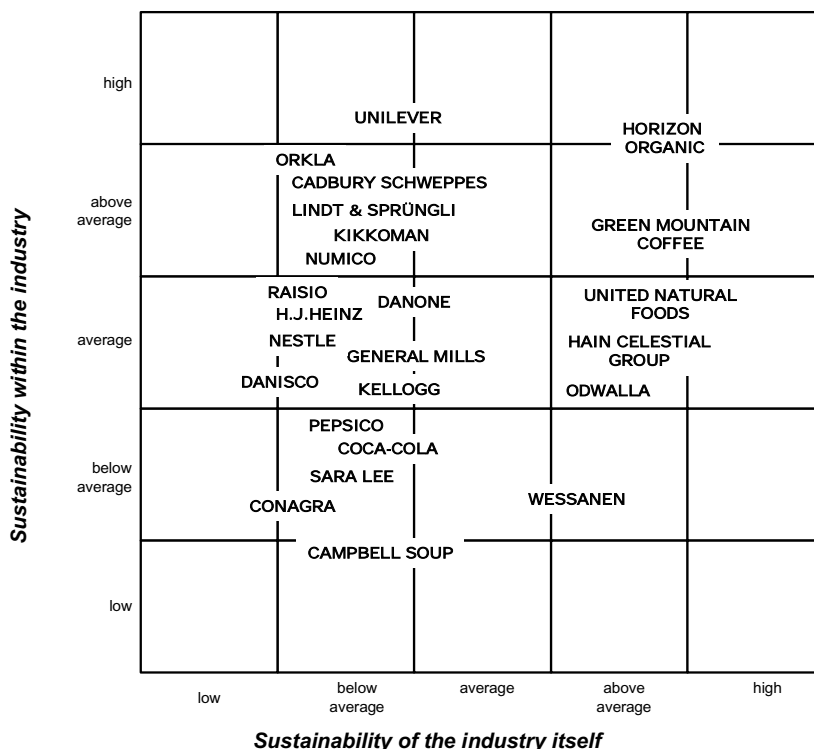 high
UNILEVER
HORIZON
ORGANIC
ORKLA
CADBURY SCHWEPPES
above
average
LINDT & SPRÜNGLI
GREEN MOUNTAIN
COFFEE
KIKKOMAN
NUMICO
RAISIO
DANONE
UNITED NATURAL
FOODS
H.J.HEINZ
average
NESTLE
HAIN CELESTIAL
GROUP
GENERAL MILLS
DANISCO
KELLOGG
ODWALLA
PEPSICO
COCA-COLA
below
average
SARA LEE
CONAGRA
WESSANEN
CAMPBELL SOUP
low
Sustainability within the industry
low
below
average
average
above
average
high
Sustainability of the industry itself